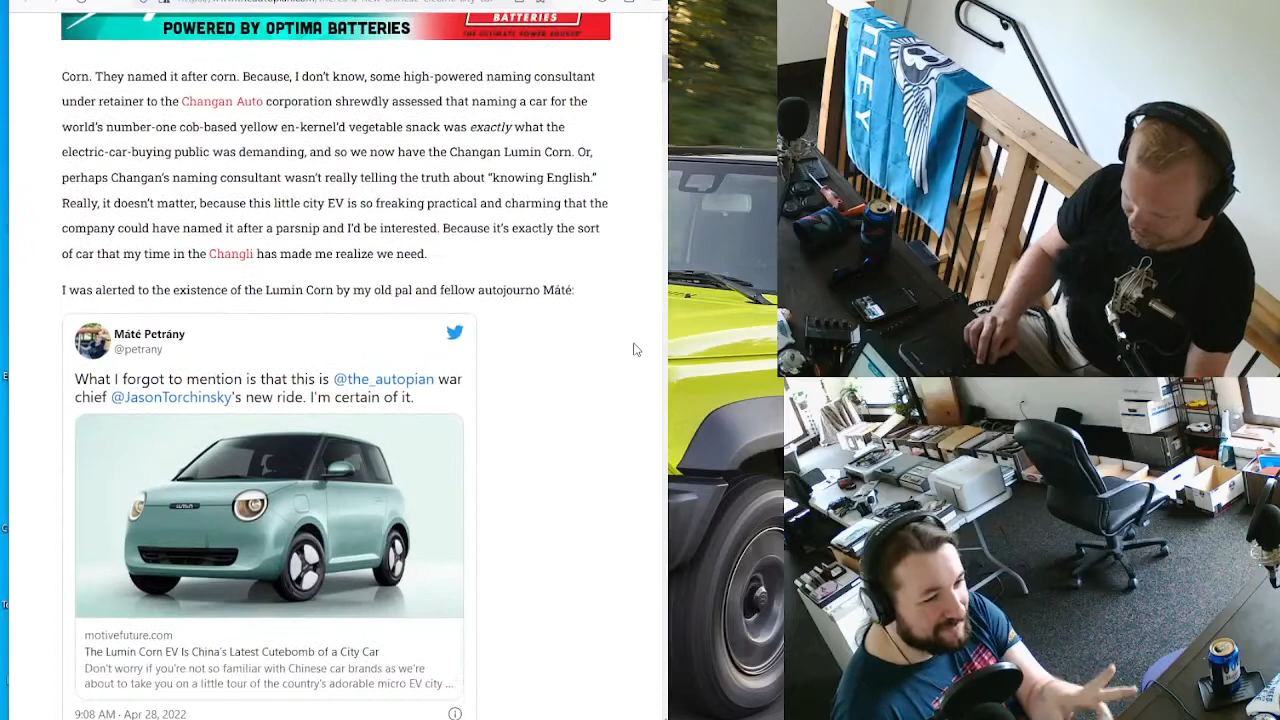 POWERED BY OPTIMA BATTERIES
BATTERIES
THE ULTIMATE POWER SOURCE
Corn. They named it after corn. Because, I don't know, some high-powered naming consultant
under retainer to the Changan Auto corporation shrewdly assessed that naming a car for the
world's number-one cob-based yellow en-kernel'd vegetable snack was exactly what the
electric-car-buying public was demanding, and so we now have the Changan Lumin Corn. Or,
perhaps Changan's naming consultant wasn't really telling the truth about “knowing English.”
Really, it doesn't matter, because this little city EV is so freaking practical and charming that the
company could have named it after a parsnip and I'd be interested. Because it's exactly the sort
of car that my time in the Changli has made me realize we need.
I was alerted to the existence of the Lumin Corn by my old pal and fellow autojourno Máté:
Máté Petrány
@petrany
What I forgot to mention is that this is @the_autopian war
chief @JasonTorchinsky's new ride. I'm certain of it.
LUMIN
motivefuture.com
The Lumin Corn EV Is China's Latest Cutebomb of a City Car
Don't worry if you're not so familiar with Chinese car brands as we're
about to take you on a little tour of the country's adorable micro EV city ...
9:08 AM · Apr 28, 2022
NTLEY